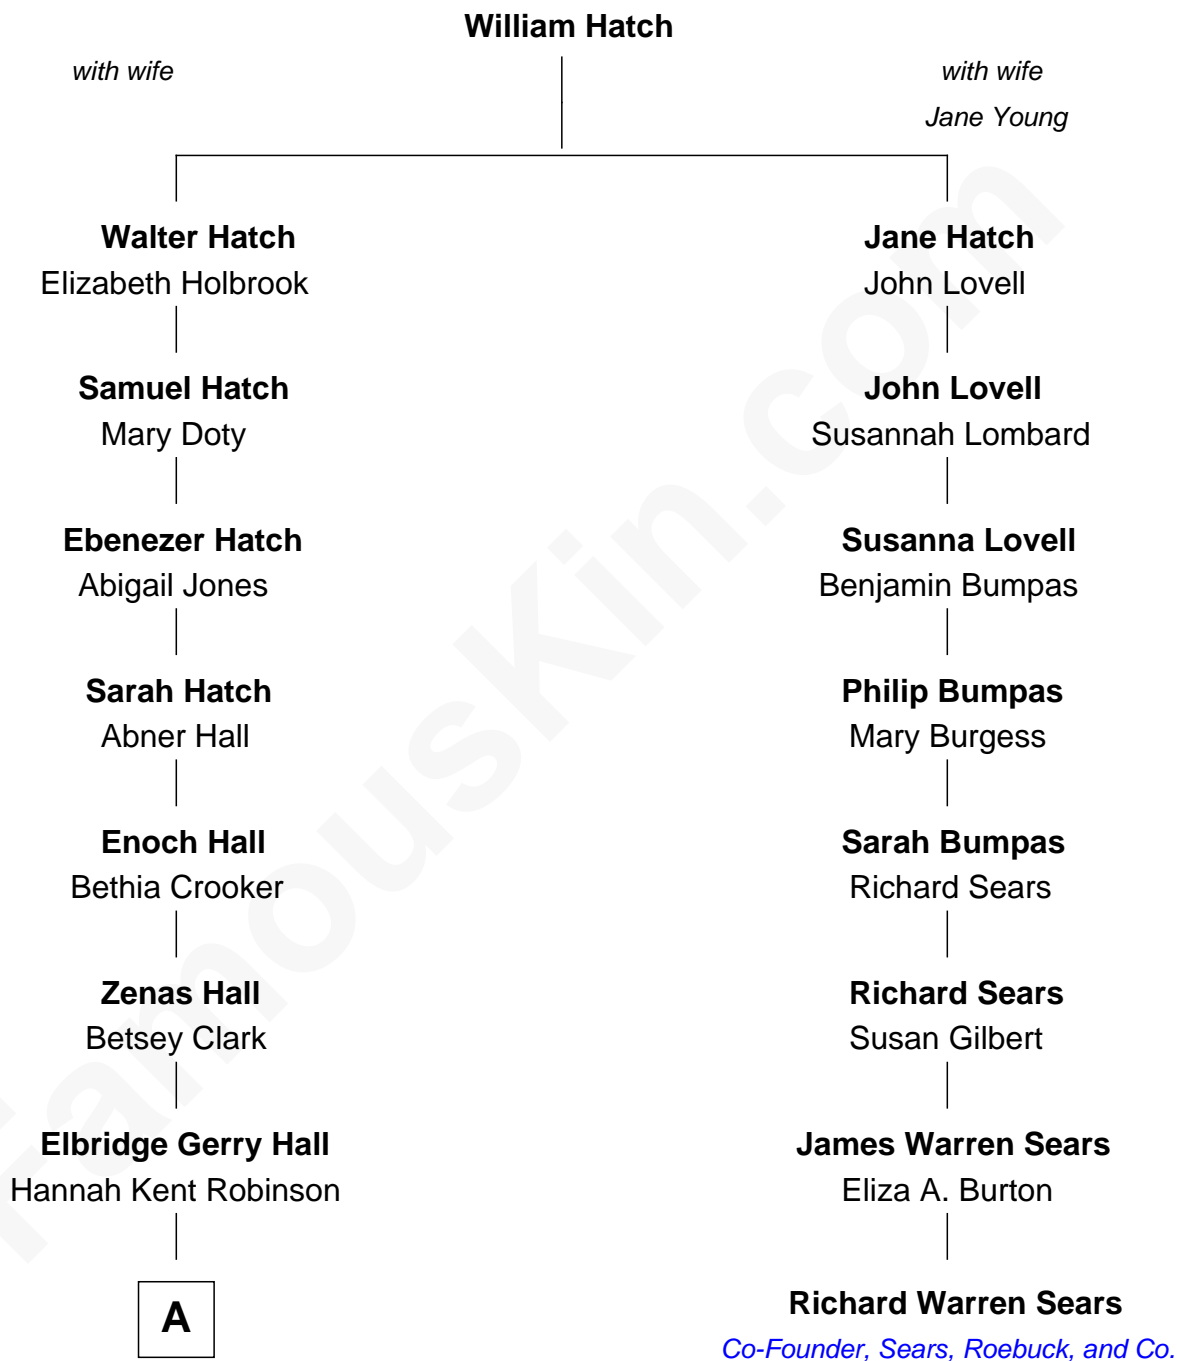 William Hatch
with wife
with wife
Jane Young
Walter Hatch
Elizabeth Holbrook
Jane Hatch
John Lovell
Samuel Hatch
Mary Doty
John Lovell
Susannah Lombard
Ebenezer Hatch
Abigail Jones
Susanna Lovell
Benjamin Bumpas
Sarah Hatch
Abner Hall
Philip Bumpas
Mary Burgess
Enoch Hall
Bethia Crooker
Sarah Bumpas
Richard Sears
Zenas Hall
Betsey Clark
Richard Sears
Susan Gilbert
Elbridge Gerry Hall
Hannah Kent Robinson
James Warren Sears
Eliza A. Burton
A
Richard Warren Sears
Co-Founder, Sears, Roebuck, and Co.
FamousKin.com